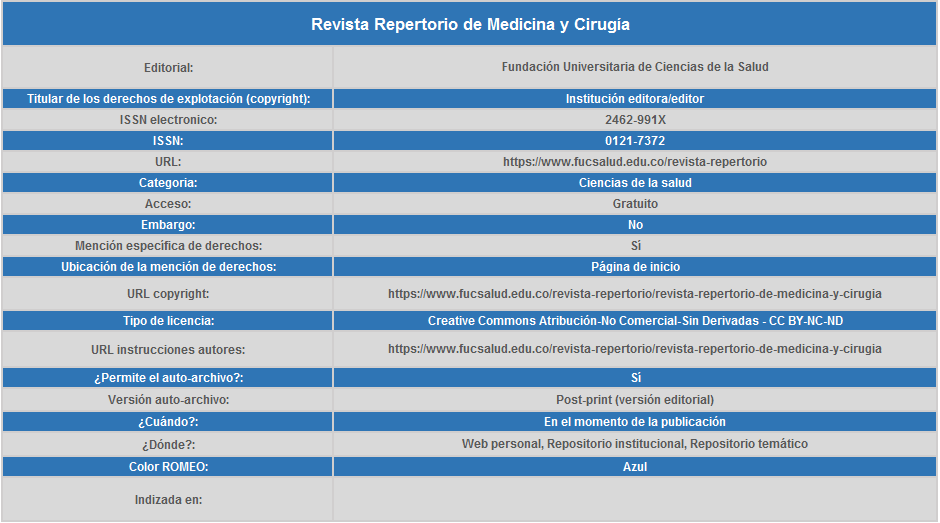 Revista Repertorio de Medicina y Cirugía
Editorial: Fundación Universitaria de Ciencias de la Salud
Titular de los derechos de explotación (copyright): Institución editora/editor
ISSN electronico: 2462-991X
ISSN: 0121-7372
URL: https://www.fucsalud.edu.co/revista-repertorio
Categoria: Ciencias de la salud
Acceso: Gratuito
Embargo: No
Mención específica de derechos: Sí
Ubicación de la mención de derechos: Página de inicio
URL copyright: https://www.fucsalud.edu.co/revista-repertorio/revista-repertorio-de-medicina-y-cirugia
Tipo de licencia: Creative Commons Atribución-No Comercial-Sin Derivadas - CC BY-NC-ND
URL instrucciones autores: https://www.fucsalud.edu.co/revista-repertorio/revista-repertorio-de-medicina-y-cirugia
¿Permite el auto-archivo?: Sí
Versión auto-archivo: Post-print (versión editorial)
¿Cuándo?: En el momento de la publicación
¿Dónde?: Web personal, Repositorio institucional, Repositorio temático
Color ROMEO: Azul
Indizada en: